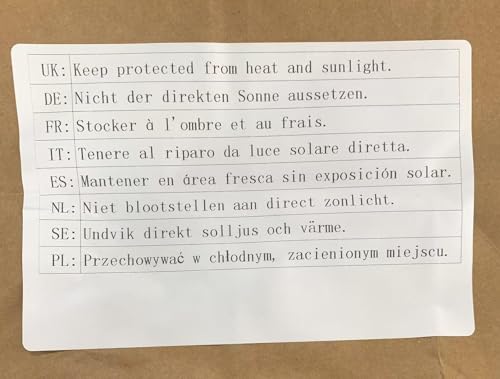 UK: Keep protected from heat and sunlight.
DE: Nicht der direkten Sonne aussetzen.
FR: Stocker à l'ombre et au frais.
IT: Tenere al riparo da luce solare diretta.
ES: Mantener en área fresca sin exposición solar.
NL: Niet blootstellen aan direct zonlicht.
SE: Undvik direkt solljus och värme.
PL: Przechowywać w chłodnym, zacienionym miejscu.